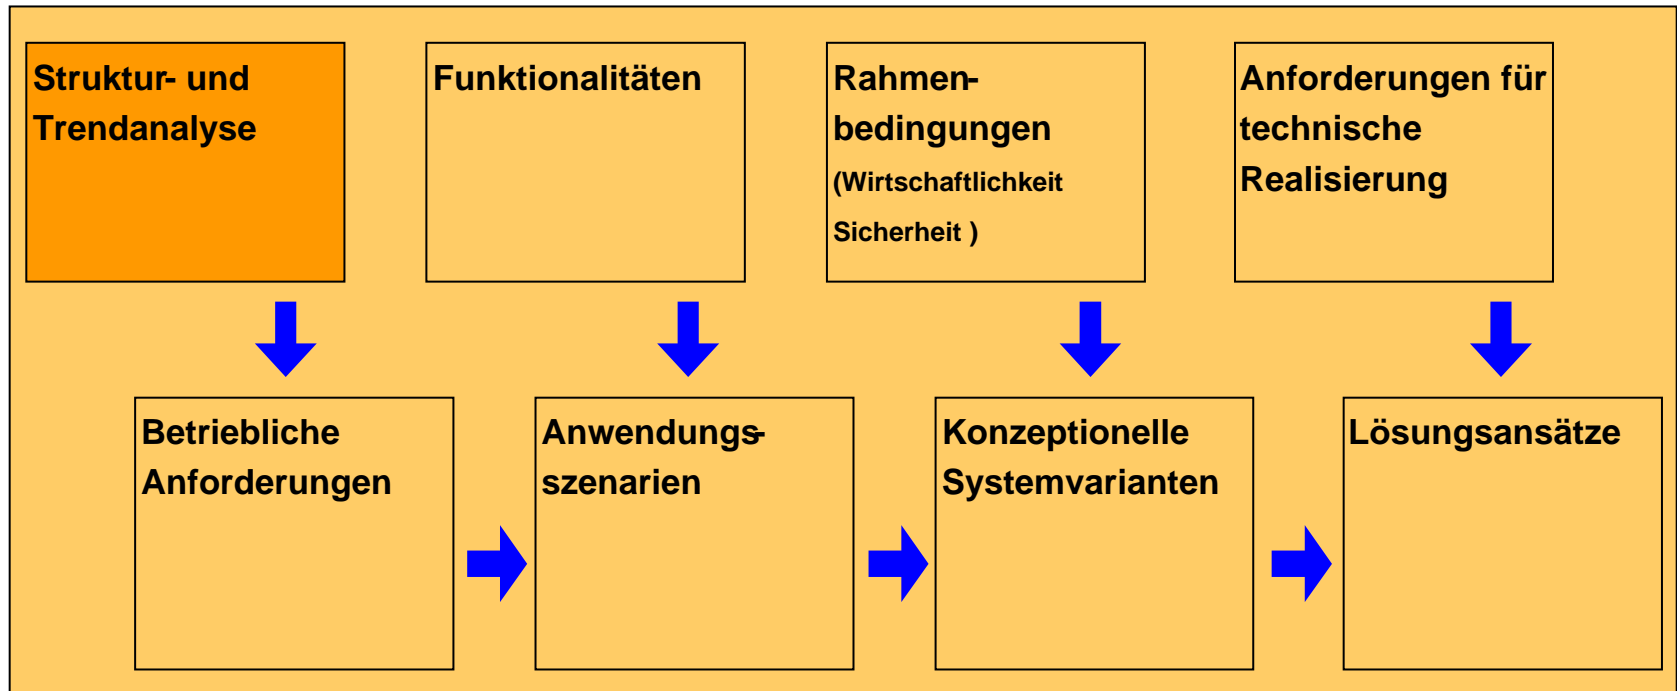 Struktur- und
Trendanalyse
Funktionalitäten
Rahmen-
bedingungen
(Wirtschaftlichkeit
Sicherheit )
Anforderungen für
technische
Realisierung
Betriebliche
Anforderungen
Anwendungs-
szenarien
Konzeptionelle
Systemvarianten
Lösungsansätze